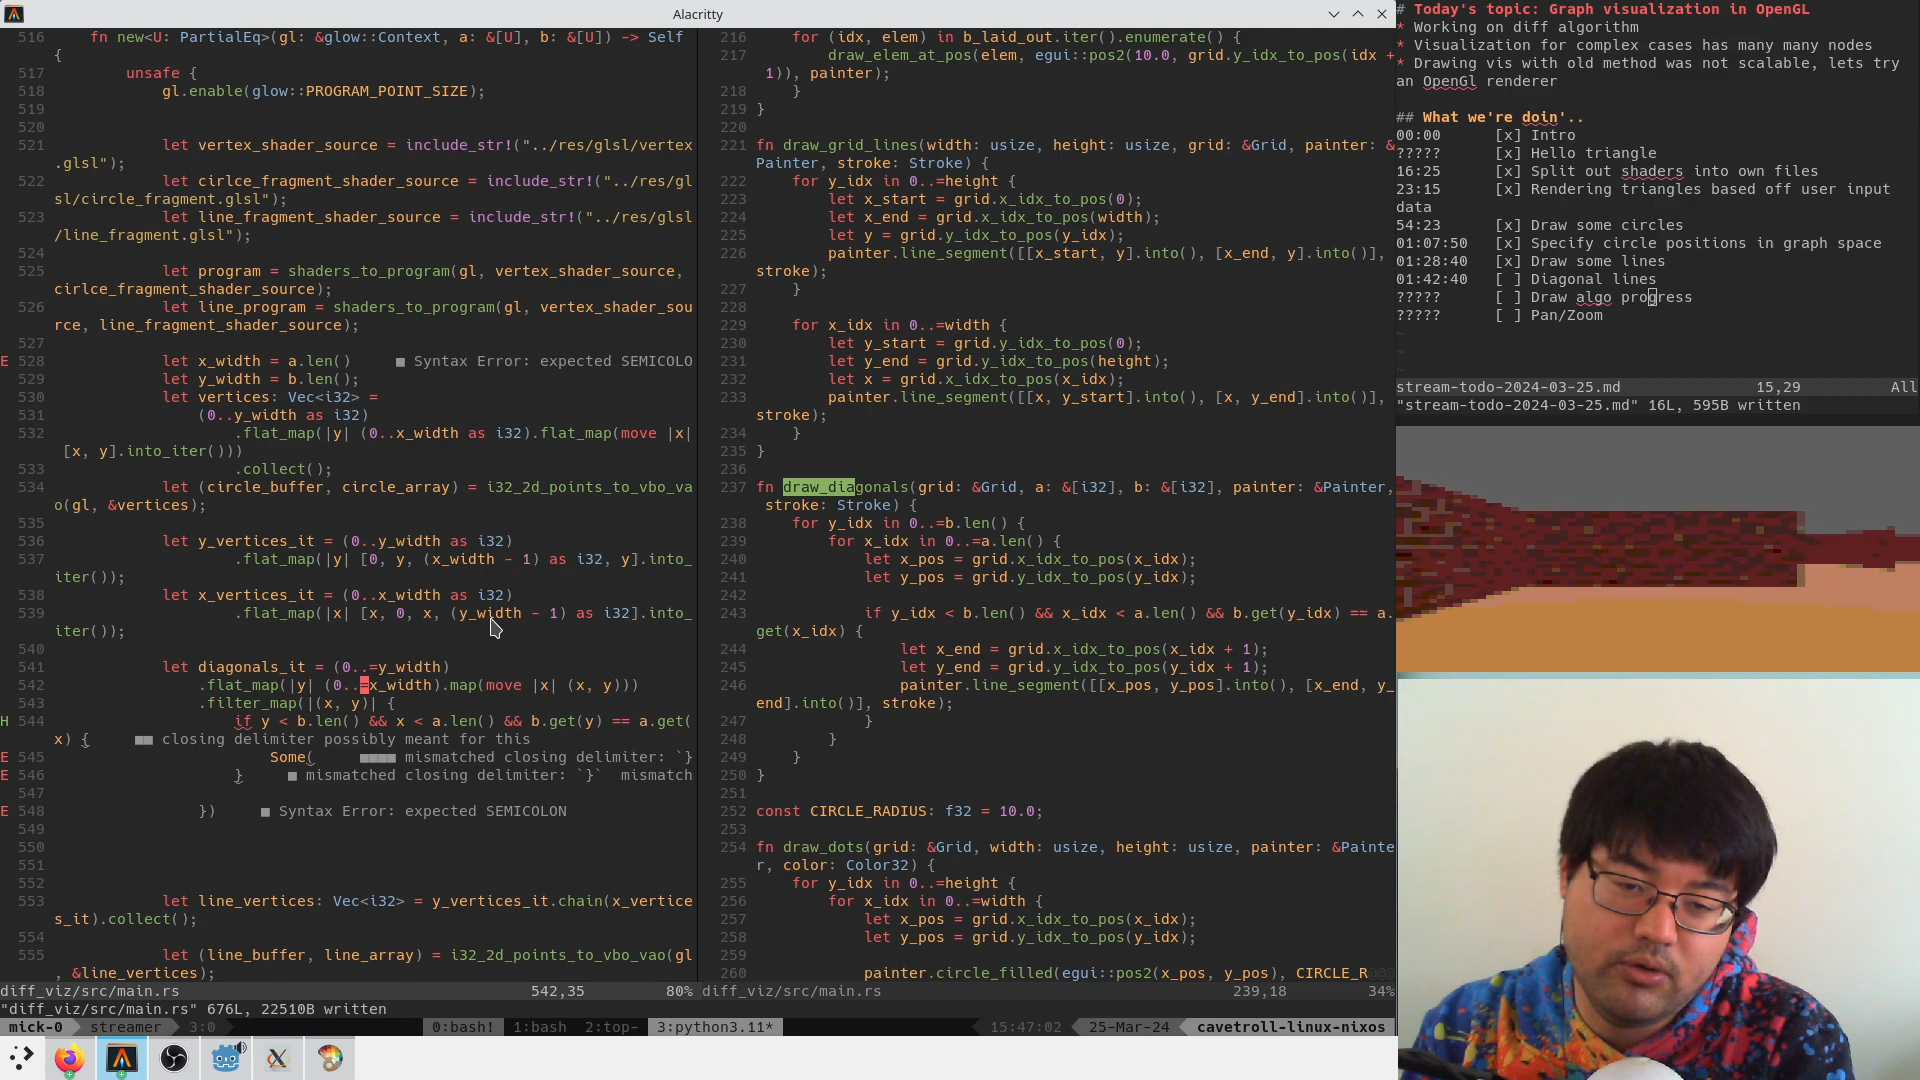 Alacritty
516 fn new<U: PartialEq>(gl: &glow::Context, a: &[U], b: &[U]) -> Self
{
517 unsafe {
518 gl.enable(glow::PROGRAM_POINT_SIZE);
519
520
521 let vertex_shader_source = include_str!("../res/glsl/vertex
.glsl");
522 let cirlce_fragment_shader_source = include_str!("../res/gl
sl/circle_fragment.glsl");
523 let line_fragment_shader_source = include_str!("../res/glsl
/line_fragment.glsl");
524
525 let program = shaders_to_program(gl, vertex_shader_source,
cirlce_fragment_shader_source);
526 let line_program = shaders_to_program(gl, vertex_shader_sou
rce, line_fragment_shader_source);
527
E 528 let x_width = a.len() ■ Syntax Error: expected SEMICOLO
529 let y_width = b.len();
530 let vertices: Vec<i32> =
531 (0..y_width as i32)
532 .flat_map(|y| (0..x_width as i32).flat_map(move |x|
[x, y].into_iter()))
533 .collect();
534 let (circle_buffer, circle_array) = i32_2d_points_to_vbo_va
o(gl, &vertices);
535
536 let y_vertices_it = (0..y_width as i32)
537 .flat_map(|y| [0, y, (x_width - 1) as i32, y].into_
iter());
538 let x_vertices_it = (0..x_width as i32)
539 .flat_map(|x| [x, 0, x, (y_width - 1) as i32].into_
iter());
540
541 let diagonals_it = (0..=y_width)
542 .flat_map(|y| (0..=x_width).map(move |x| (x, y)))
543 .filter_map(|(x, y)| {
H 544 if y < b.len() && x < a.len() && b.get(y) == a.get(
x) { ■■ closing delimiter possibly meant for this
E 545 Some( ■■■■ mismatched closing delimiter: `}
E 546 } ■ mismatched closing delimiter: `}` mismatch
547
E 548 }) ■ Syntax Error: expected SEMICOLON
549
550
551
552
553 let line_vertices: Vec<i32> = y_vertices_it.chain(x_vertice
s_it).collect();
554
555 let (line_buffer, line_array) = i32_2d_points_to_vbo_vao(gl
, &line_vertices);
diff_viz/src/main.rs 542,35 80%
"diff_viz/src/main.rs" 676L, 22510B written
216 for (idx, elem) in b_laid_out.iter().enumerate() {
217 draw_elem_at_pos(elem, egui::pos2(10.0, grid.y_idx_to_pos(idx +
1)), painter);
218 }
219 }
220
221 fn draw_grid_lines(width: usize, height: usize, grid: &Grid, painter: &
Painter, stroke: Stroke) {
222 for y_idx in 0..=height {
223 let x_start = grid.x_idx_to_pos(0);
224 let x_end = grid.x_idx_to_pos(width);
225 let y = grid.y_idx_to_pos(y_idx);
226 painter.line_segment([[x_start, y].into(), [x_end, y].into()],
stroke);
227 }
228
229 for x_idx in 0..=width {
230 let y_start = grid.y_idx_to_pos(0);
231 let y_end = grid.y_idx_to_pos(height);
232 let x = grid.x_idx_to_pos(x_idx);
233 painter.line_segment([[x, y_start].into(), [x, y_end].into()],
stroke);
234 }
235 }
236
237 fn draw_diagonals(grid: &Grid, a: &[i32], b: &[i32], painter: &Painter,
stroke: Stroke) {
238 for y_idx in 0..=b.len() {
239 for x_idx in 0..=a.len() {
240 let x_pos = grid.x_idx_to_pos(x_idx);
241 let y_pos = grid.y_idx_to_pos(y_idx);
242
243 if y_idx < b.len() && x_idx < a.len() && b.get(y_idx) == a.
get(x_idx) {
244 let x_end = grid.x_idx_to_pos(x_idx + 1);
245 let y_end = grid.y_idx_to_pos(y_idx + 1);
246 painter.line_segment([[x_pos, y_pos].into(), [x_end, y_
end].into()], stroke);
247 }
248 }
249 }
250 }
251
252 const CIRCLE_RADIUS: f32 = 10.0;
253
254 fn draw_dots(grid: &Grid, width: usize, height: usize, painter: &Painte
r, color: Color32) {
255 for y_idx in 0..=height {
256 for x_idx in 0..=width {
257 let x_pos = grid.x_idx_to_pos(x_idx);
258 let y_pos = grid.y_idx_to_pos(y_idx);
259
260 painter.circle_filled(egui::pos2(x_pos, y_pos), CIRCLE_R@@@
diff_viz/src/main.rs 239,18 34%
mick-0 streamer 3:0 0:bash! 1:bash 2:top- 3:python3.11* 15:47:02 25-Mar-24 cavetroll-linux-nixos
# Today's topic: Graph visualization in OpenGL
* Working on diff algorithm
* Visualization for complex cases has many many nodes
* Drawing vis with old method was not scalable, lets try
an OpenGl renderer
## What we're doin'..
00:00 [x] Intro
????? [x] Hello triangle
16:25 [x] Split out shaders into own files
23:15 [x] Rendering triangles based off user input
data
54:23 [x] Draw some circles
01:07:50 [x] Specify circle positions in graph space
01:28:40 [x] Draw some lines
01:42:40 [ ] Diagonal lines
????? [ ] Draw algo progress
????? [ ] Pan/Zoom
~
~
~
stream-todo-2024-03-25.md 15,29 All
"stream-todo-2024-03-25.md" 16L, 595B written